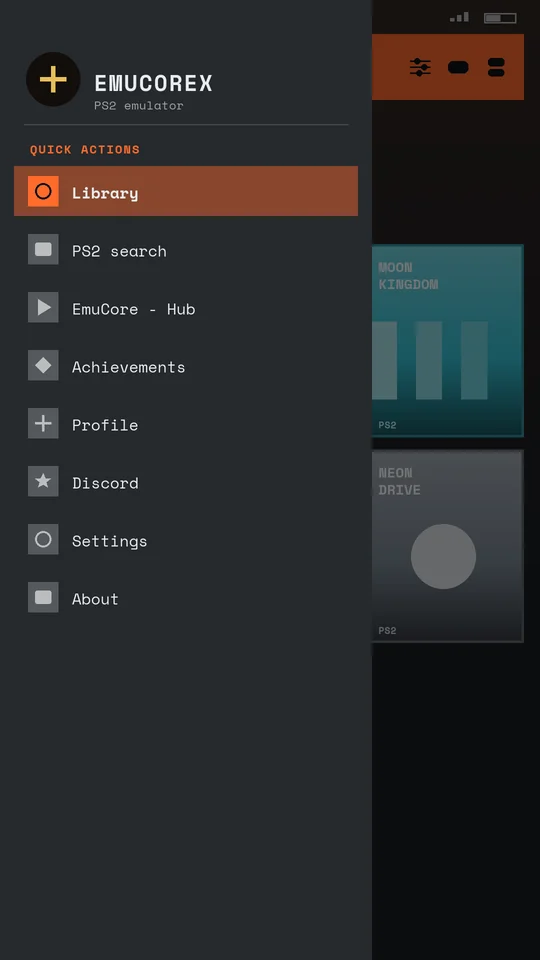 EMUCOREX
PS2 emulator
QUICK ACTIONS
Library
PS2 search
EmuCore - Hub
Achievements
Profile
Discord
Settings
About
MOON
KINGDOM
PS2
NEON
DRIVE
PS2